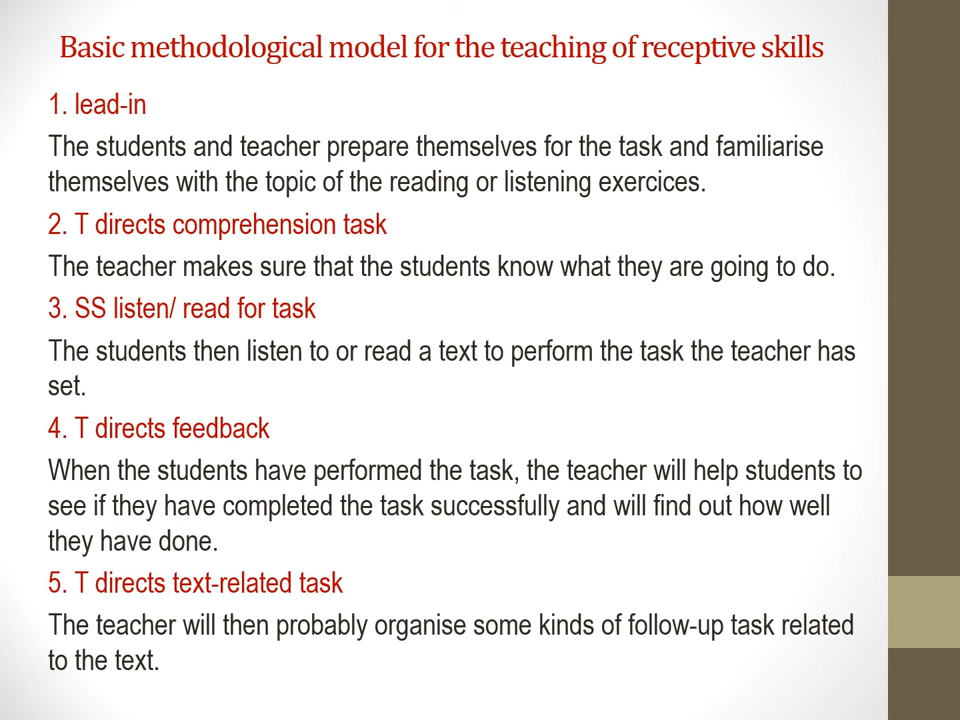 Basic methodological model for the teaching of receptive skills
1. lead-in
The students and teacher prepare themselves for the task and familiarise
themselves with the topic of the reading or listening exercices.
2. T directs comprehension task
The teacher makes sure that the students know what they are going to do.
3. SS listen/ read for task
The students then listen to or read a text to perform the task the teacher has
set.
4. T directs feedback
When the students have performed the task, the teacher will help students to
see if they have completed the task successfully and will find out how well
they have done.
5. T directs text-related task
The teacher will then probably organise some kinds of follow-up task related
to the text.